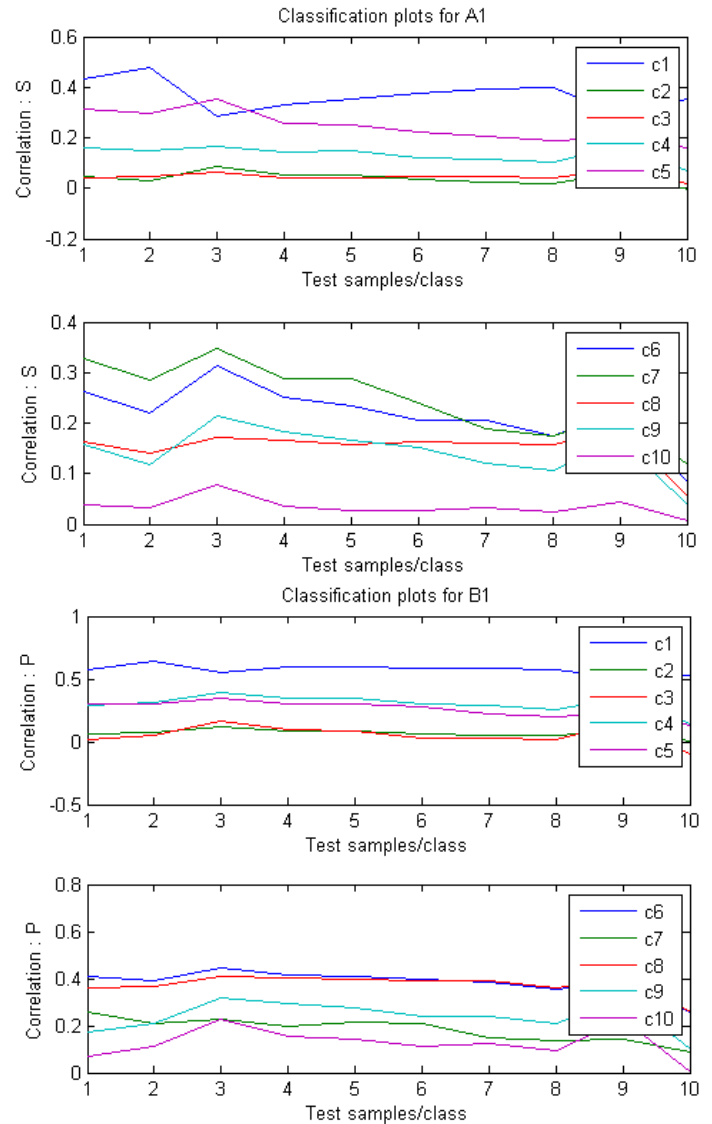 Classification plots for A1
0.6
0.4
0.2
0
-0.2
Correlation : S
c1
c2
c3
c4
c5
1 2 3 4 5 6 7 8 9 10
Test samples/class
0.4
0.3
0.2
0.1
0
Correlation : S
c6
c7
c8
c9
c10
1 2 3 4 5 6 7 8 9 10
Test samples/class
Classification plots for B1
1
0.5
0
-0.5
Correlation : P
c1
c2
c3
c4
c5
1 2 3 4 5 6 7 8 9 10
Test samples/class
0.8
0.6
0.4
0.2
0
Correlation : P
c6
c7
c8
c9
c10
1 2 3 4 5 6 7 8 9 10
Test samples/class